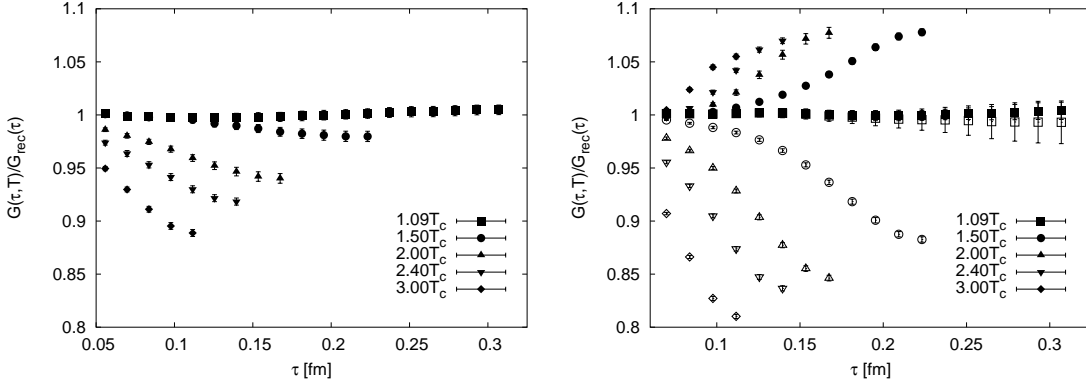 1.1
1.05
1
0.95
0.9
0.85
0.8
G(τ,T)/G_rec(τ)
0.05 0.1 0.15 0.2 0.25 0.3
τ [fm]
1.09T_c
1.50T_c
2.00T_c
2.40T_c
3.00T_c
1.1
1.05
1
0.95
0.9
0.85
0.8
G(τ,T)/G_rec(τ)
0.1 0.15 0.2 0.25 0.3
τ [fm]
1.09T_c
1.50T_c
2.00T_c
2.40T_c
3.00T_c